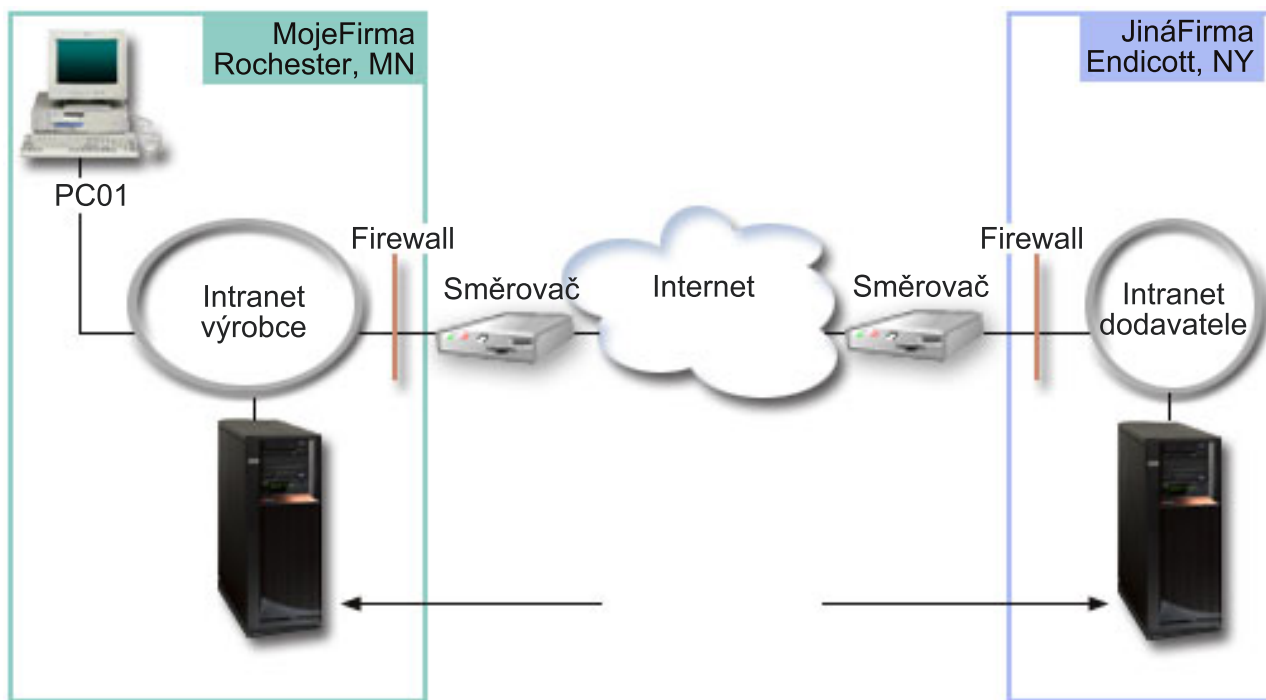 MojeFirma
Rochester, MN
JináFirma
Endicott, NY
PC01
Firewall
Firewall
Směrovač
Internet
Směrovač
Intranet
výrobce
Intranet
dodavatele